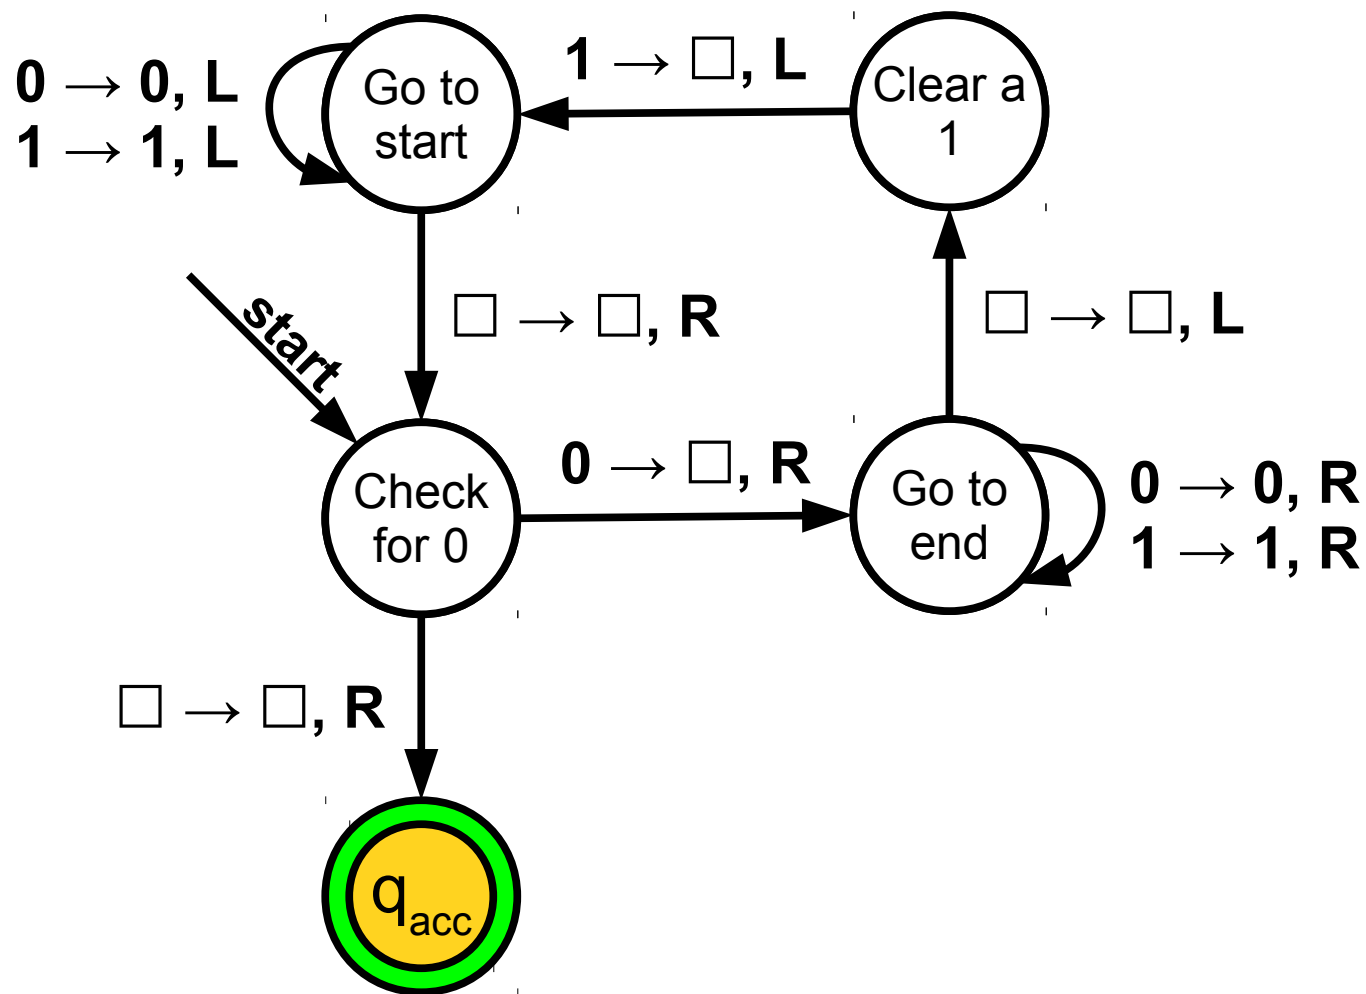 1 → □, L
Go to
start
Clear a
1
0 → 0, L
1 → 1, L
□ → □, R
□ → □, L
start
0 → □, R
Check
for 0
Go to
end
0 → 0, R
1 → 1, R
□ → □, R
qacc